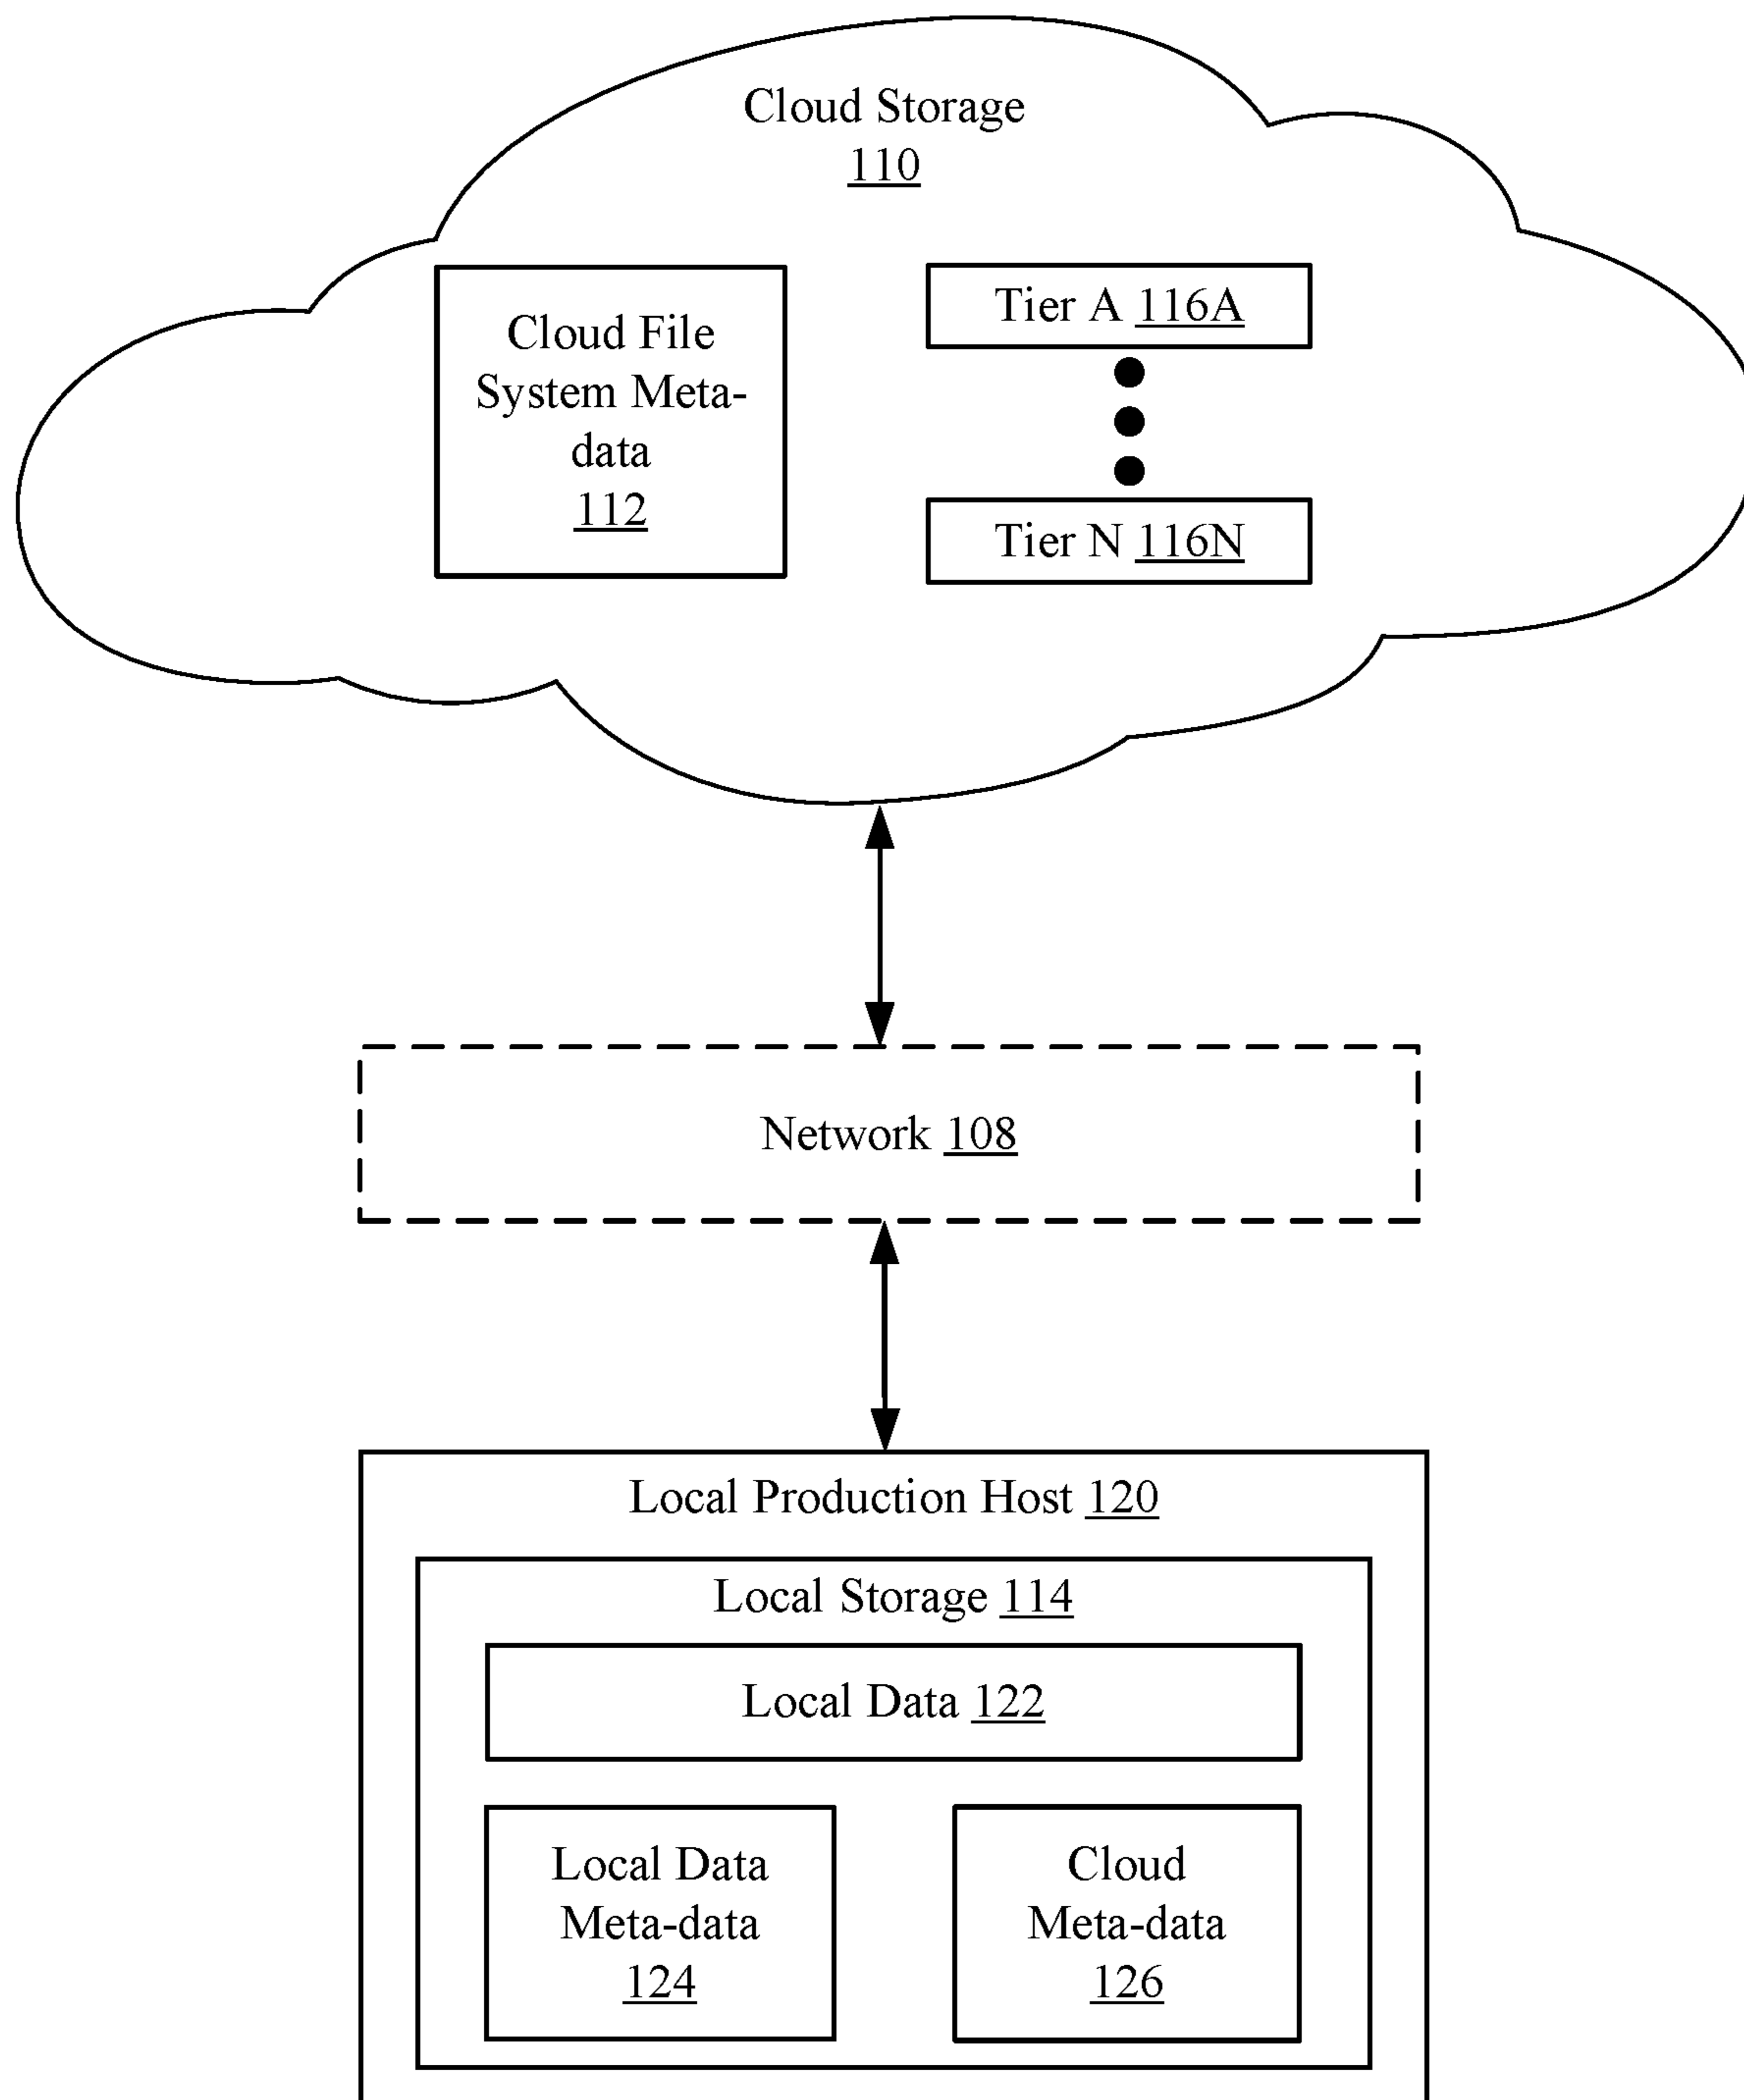 Cloud Storage
110
Cloud File
System Meta-
data
112
Tier A 116A
Tier N 116N
Network 108
Local Production Host 120
Local Storage 114
Local Data 122
Local Data
Meta-data
124
Cloud
Meta-data
126